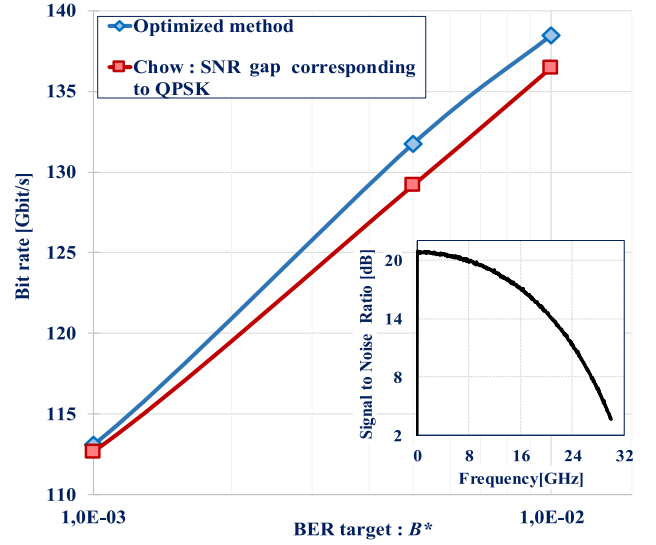 140
135
130
125
120
115
110
Bit rate [Gbit/s]
Optimized method
Chow : SNR gap corresponding
to QPSK
Signal to Noise Ratio [dB]
20
14
8
2
0
8
16
24
32
Frequency[GHz]
1,0E-03
1,0E-02
BER target : B*